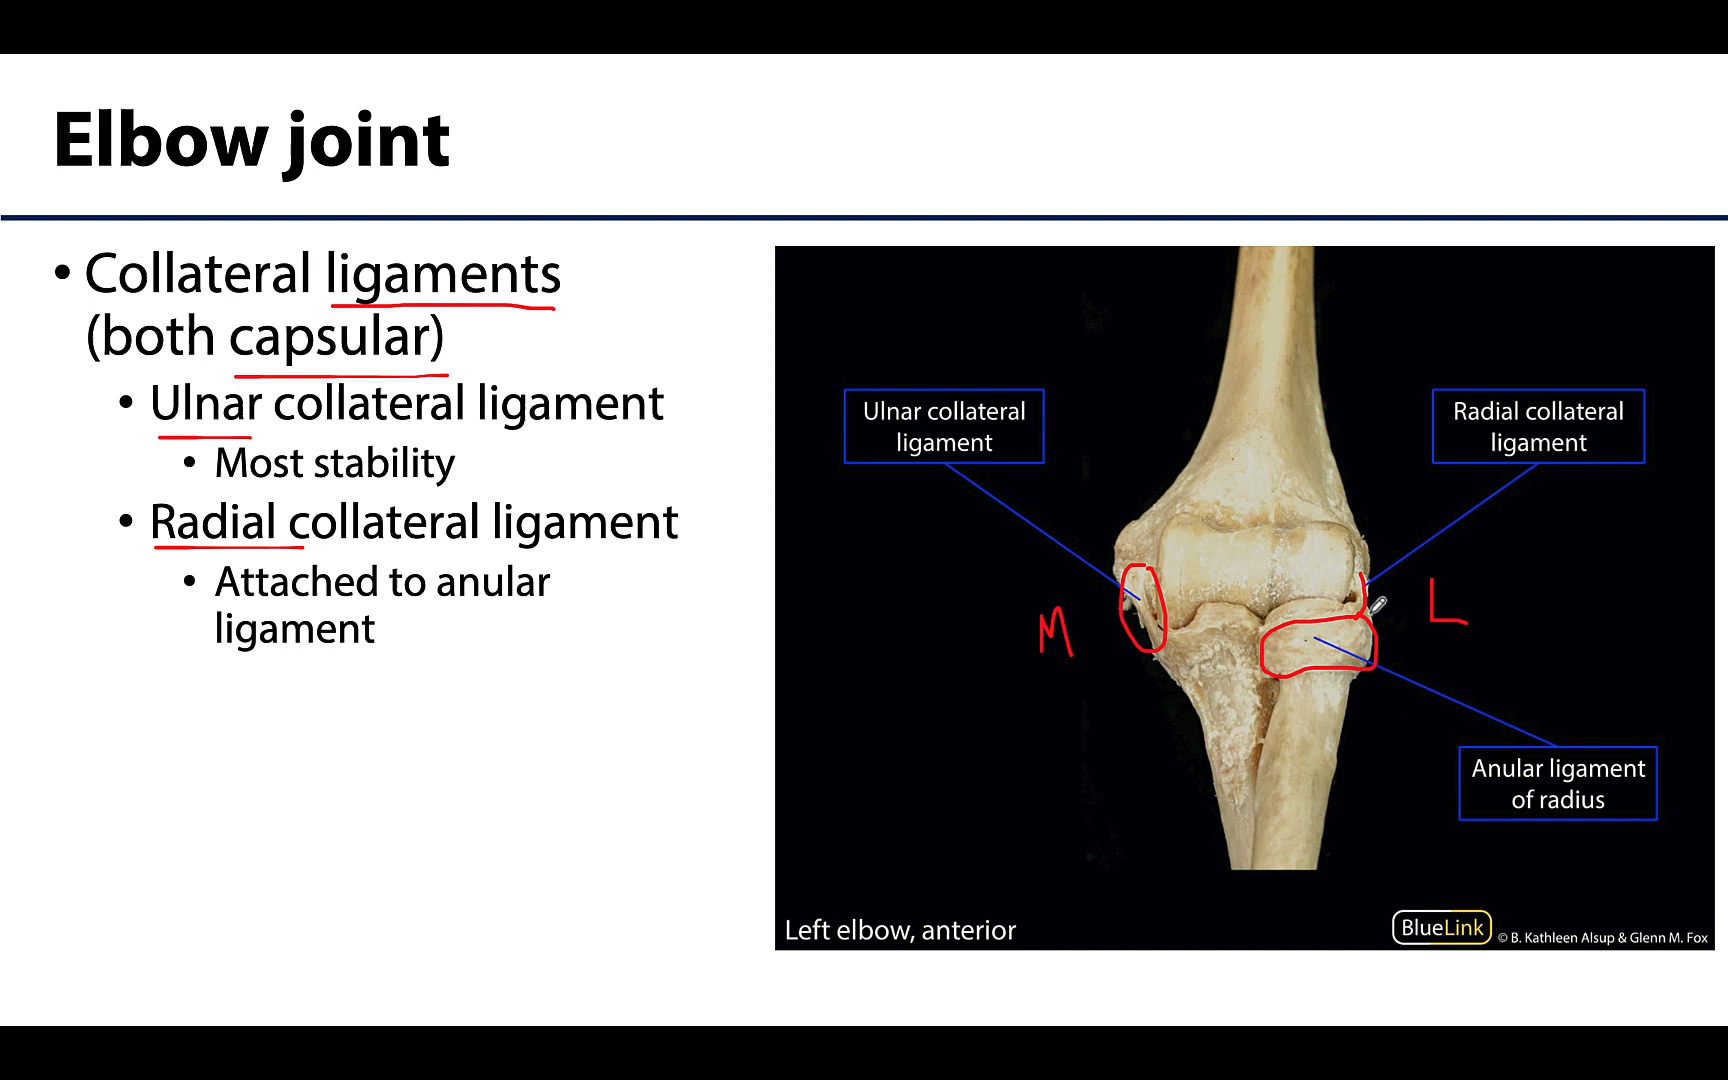 Elbow joint
• Collateral ligaments
(both capsular)
• Ulnar collateral ligament
• Most stability
• Radial collateral ligament
• Attached to anular
ligament
Ulnar collateral
ligament
Radial collateral
ligament
M
L
Anular ligament
of radius
Left elbow, anterior
BlueLink
© B. Kathleen Alsup & Glenn M. Fox